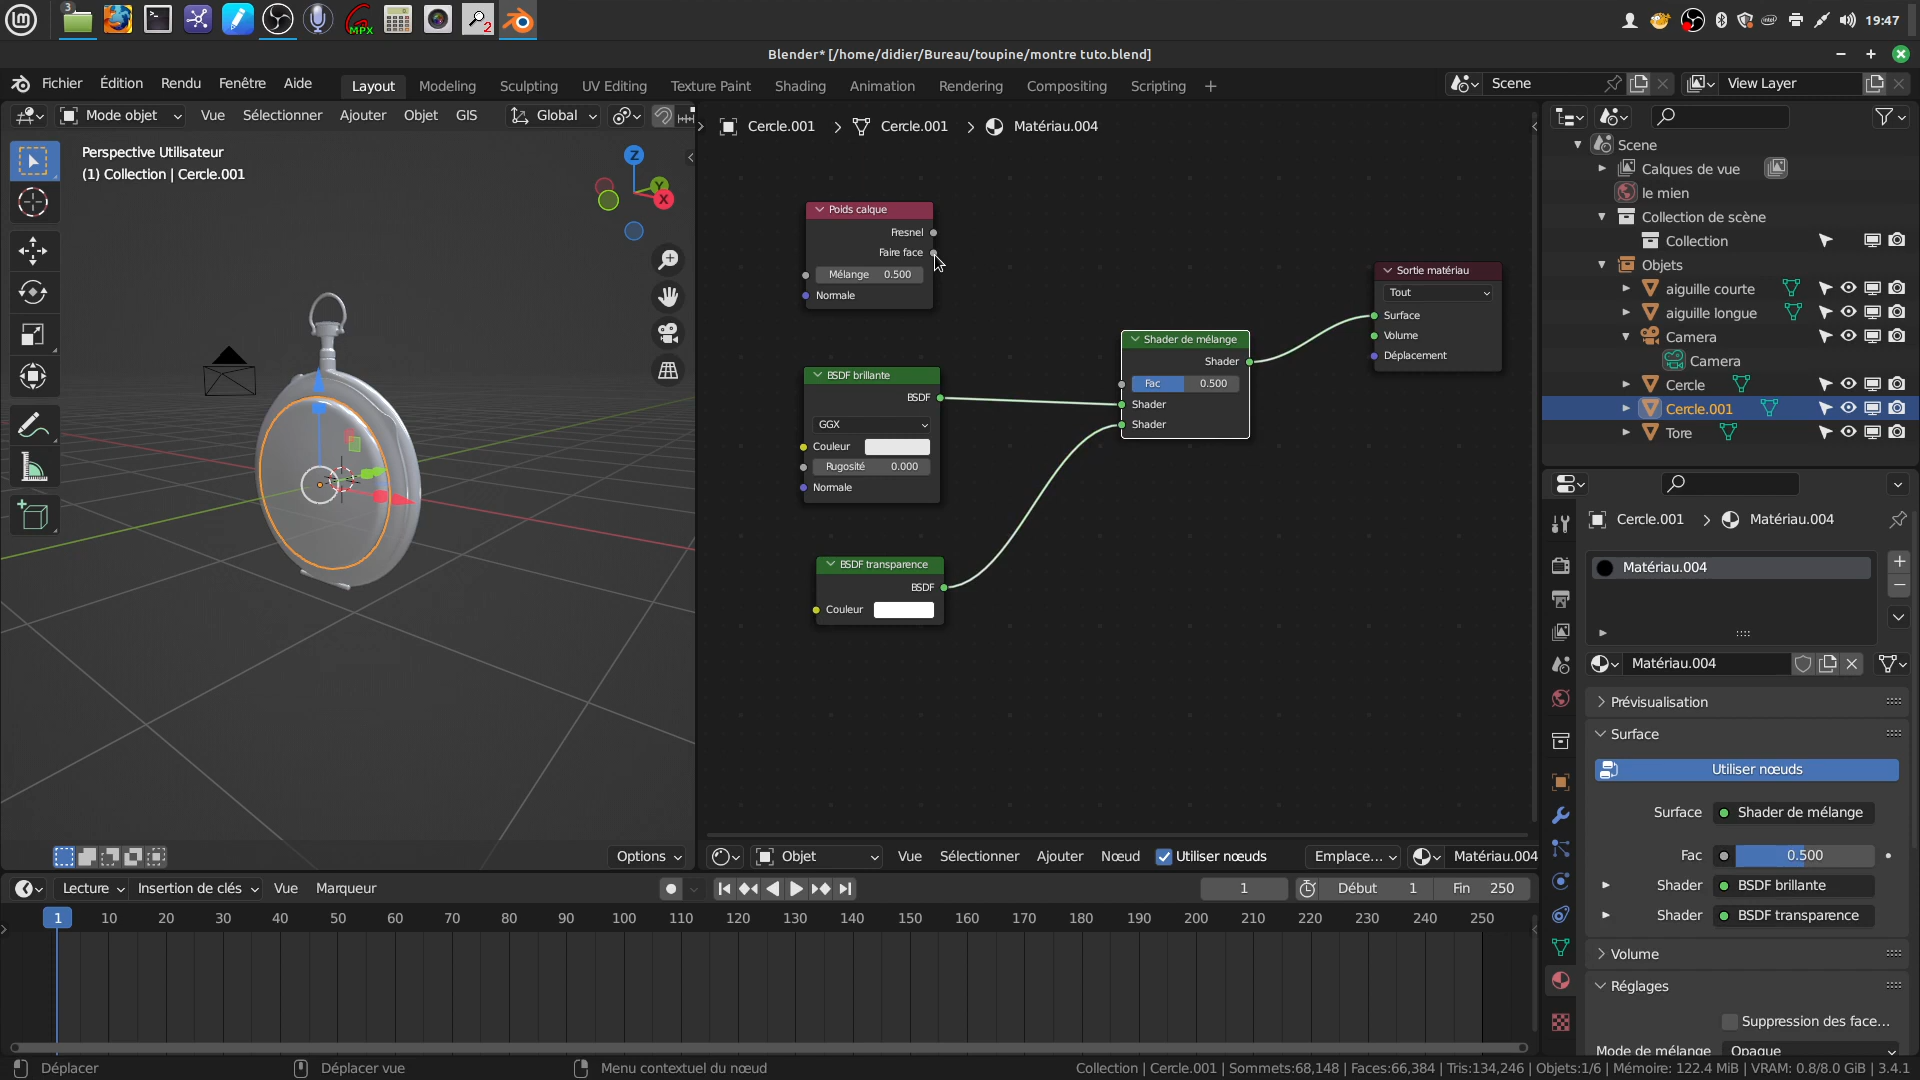 3
MPX
2
19:47
Blender* [/home/didier/Bureau/toupine/montre tuto.blend]
Fichier Édition Rendu Fenêtre Aide
Layout Modeling Sculpting UV Editing Texture Paint Shading Animation Rendering Compositing Scripting +
Scene View Layer
Mode objet Vue Sélectionner Ajouter Objet GIS Global
Perspective Utilisateur
(1) Collection | Cercle.001
Z
Y
X
Options
Cercle.001 > Cercle.001 > Matériau.004
Poids calque
Fresnel
Faire face
Mélange 0.500
Normale
BSDF brillante
BSDF
GGX
Couleur
Rugosité 0.000
Normale
BSDF transparence
BSDF
Couleur
Shader de mélange
Shader
Fac 0.500
Shader
Shader
Sortie matériau
Tout
Surface
Volume
Déplacement
Objet Vue Sélectionner Ajouter Nœud Utiliser nœuds Emplace... Matériau.004
Scene
Calques de vue
le mien
Collection de scène
Collection
Objets
aiguille courte
aiguille longue
Camera
Camera
Cercle
Cercle.001
Tore
Cercle.001 > Matériau.004
Matériau.004
Matériau.004
Prévisualisation
Surface
Utiliser nœuds
Surface Shader de mélange
Fac 0.500
Shader BSDF brillante
Shader BSDF transparence
Volume
Réglages
Suppression des face...
Mode de mélange Opaque
Lecture Insertion de clés Vue Marqueur 1 Début 1 Fin 250
1 10 20 30 40 50 60 70 80 90 100 110 120 130 140 150 160 170 180 190 200 210 220 230 240 250
Déplacer Déplacer vue Menu contextuel du nœud Collection | Cercle.001 | Sommets:68,148 | Faces:66,384 | Tris:134,246 | Objets:1/6 | Mémoire: 122.4 MiB | VRAM: 0.8/8.0 GiB | 3.4.1